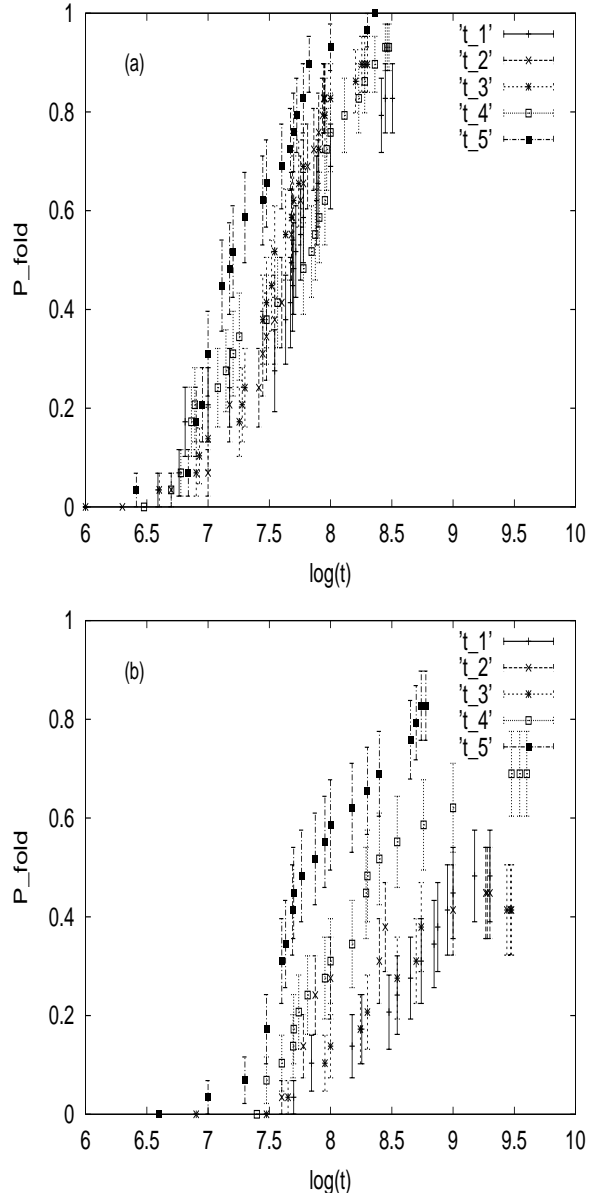 1
0.8
0.6
0.4
0.2
0
P_fold
(a)
't_1'
't_2'
't_3'
't_4'
't_5'
6 6.5 7 7.5 8 8.5 9 9.5 10
log(t)
1
0.8
0.6
0.4
0.2
0
P_fold
(b)
't_1'
't_2'
't_3'
't_4'
't_5'
6 6.5 7 7.5 8 8.5 9 9.5 10
log(t)